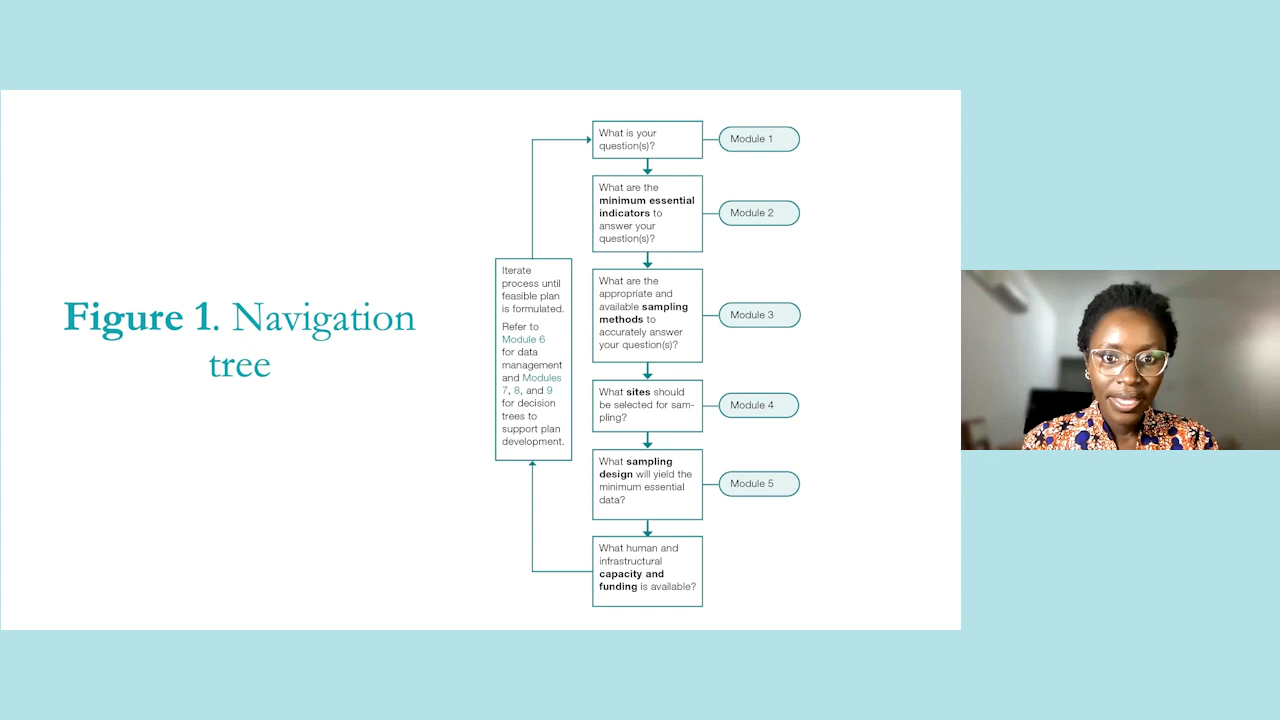 Figure 1. Navigation
tree
What is your
question(s)?
Module 1
What are the
minimum essential
indicators to
answer your
question(s)?
Module 2
What are the
appropriate and
available sampling
methods to
accurately answer
your question(s)?
Module 3
What sites should
be selected for sam-
pling?
Module 4
What sampling
design will yield the
minimum essential
data?
Module 5
What human and
infrastructural
capacity and
funding is available?
Iterate
process until
feasible plan
is formulated.
Refer to
Module 6
for data
management
and Modules
7, 8, and 9
for decision
trees to
support plan
development.